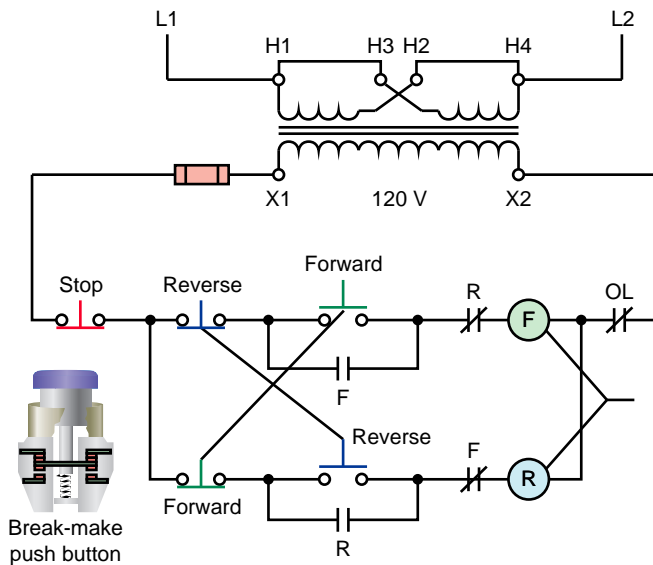 L1
L2
H1
H3
H2
H4
X1
120 V
X2
Stop
Reverse
Forward
R
F
OL
F
Reverse
F
R
Forward
R
Break-make
push button